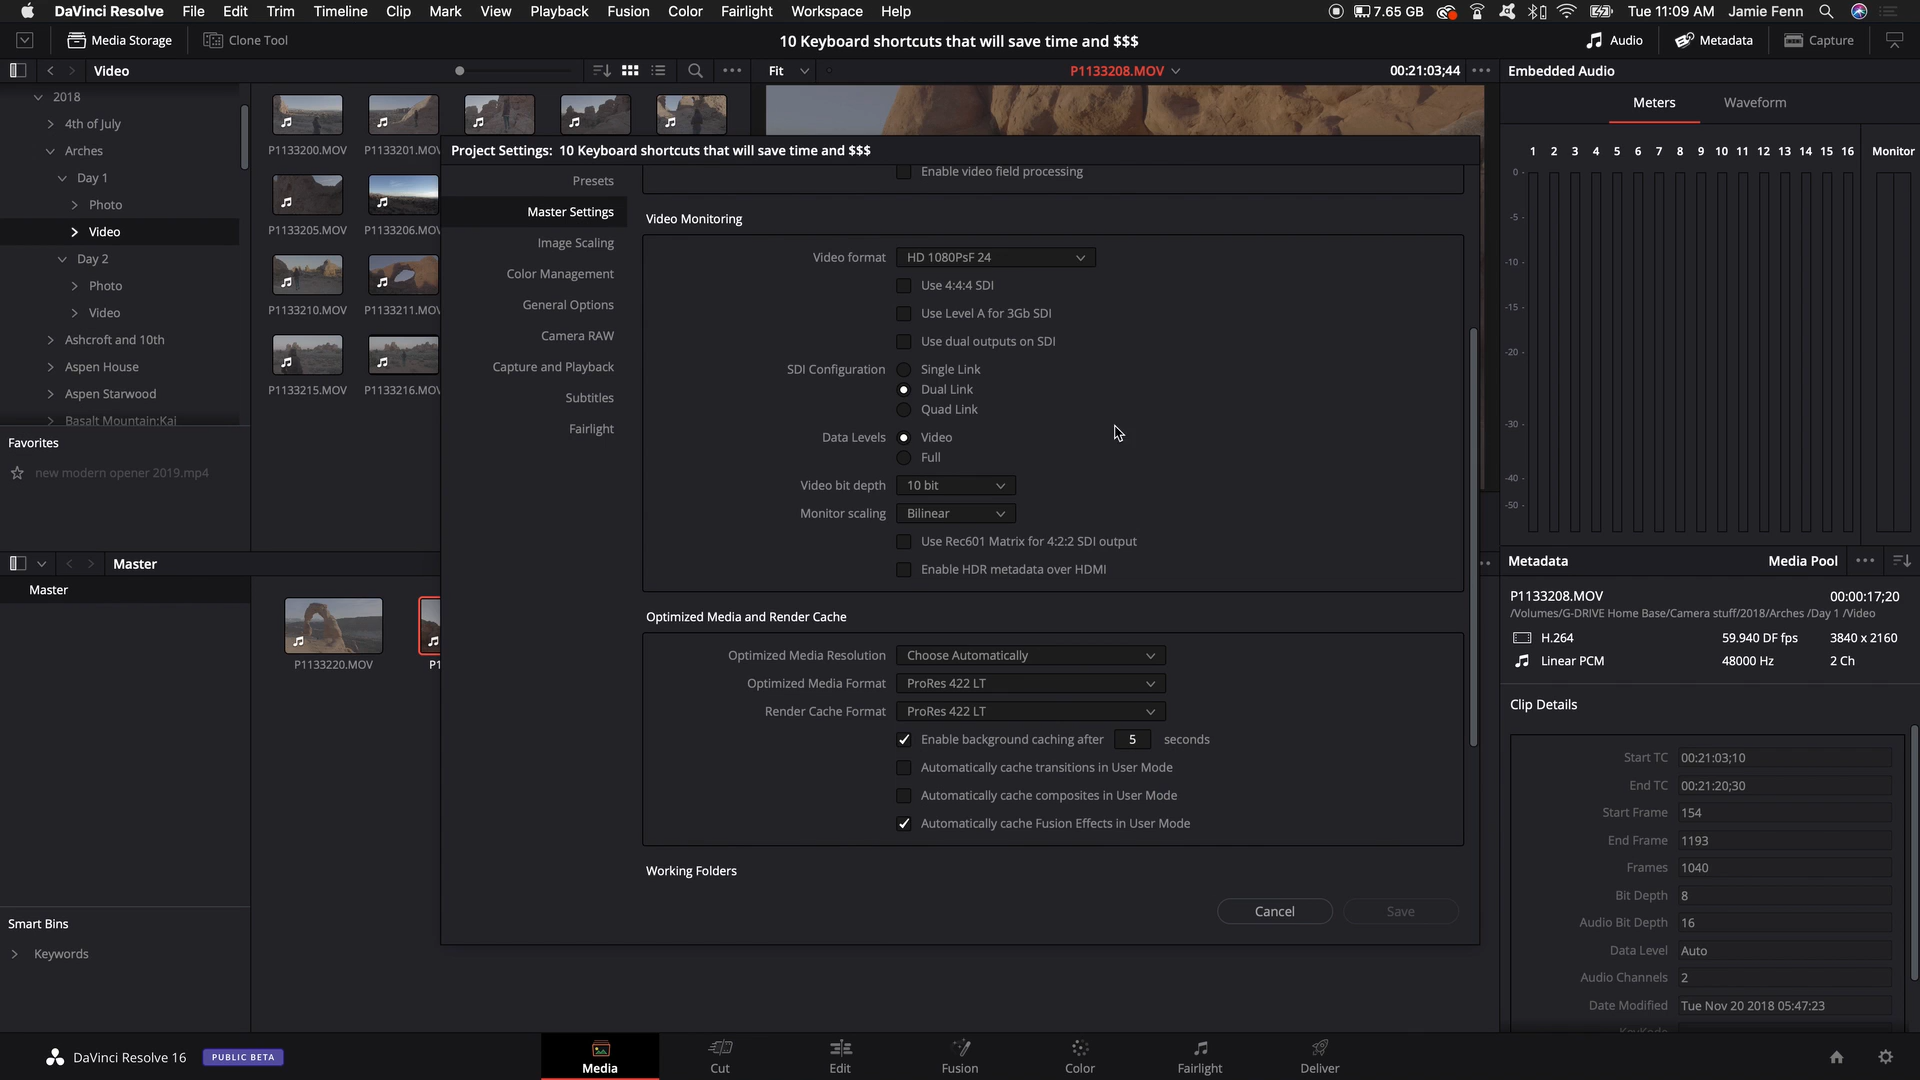 DaVinci Resolve File Edit Trim Timeline Clip Mark View Playback Fusion Color Fairlight Workspace Help 7.65 GB Tue 11:09 AM Jamie Fenn
Media Storage Clone Tool 10 Keyboard shortcuts that will save time and $$$ Audio Metadata Capture
Video Fit P1133208.MOV 00:21:03;44 Embedded Audio
2018
4th of July
Arches
Day 1
Photo
Video
Day 2
Photo
Video
Ashcroft and 10th
Aspen House
Aspen Starwood
Basalt Mountain:Kai
Favorites
new modern opener 2019.mp4
P1133200.MOV P1133201.MOV
P1133205.MOV P1133206.MOV
P1133210.MOV P1133211.MOV
P1133215.MOV P1133216.MOV
Project Settings: 10 Keyboard shortcuts that will save time and $$$
Presets
Master Settings
Image Scaling
Color Management
General Options
Camera RAW
Capture and Playback
Subtitles
Fairlight
Enable video field processing
Video Monitoring
Video format HD 1080PsF 24
Use 4:4:4 SDI
Use Level A for 3Gb SDI
Use dual outputs on SDI
SDI Configuration Single Link
Dual Link
Quad Link
Data Levels Video
Full
Video bit depth 10 bit
Monitor scaling Bilinear
Use Rec601 Matrix for 4:2:2 SDI output
Enable HDR metadata over HDMI
Optimized Media and Render Cache
Optimized Media Resolution Choose Automatically
Optimized Media Format ProRes 422 LT
Render Cache Format ProRes 422 LT
Enable background caching after 5 seconds
Automatically cache transitions in User Mode
Automatically cache composites in User Mode
Automatically cache Fusion Effects in User Mode
Working Folders
Cancel Save
Meters Waveform
1 2 3 4 5 6 7 8 9 10 11 12 13 14 15 16 Monitor
0
-5
-10
-15
-20
-30
-40
-50
Master
Master
P1133220.MOV P1
Smart Bins
Keywords
Metadata Media Pool
P1133208.MOV 00:00:17;20
/Volumes/G-DRIVE Home Base/Camera stuff/2018/Arches /Day 1 /Video
H.264 59.940 DF fps 3840 x 2160
Linear PCM 48000 Hz 2 Ch
Clip Details
Start TC 00:21:03;10
End TC 00:21:20;30
Start Frame 154
End Frame 1193
Frames 1040
Bit Depth 8
Audio Bit Depth 16
Data Level Auto
Audio Channels 2
Date Modified Tue Nov 20 2018 05:47:23
KeyKode
DaVinci Resolve 16 PUBLIC BETA Media Cut Edit Fusion Color Fairlight Deliver